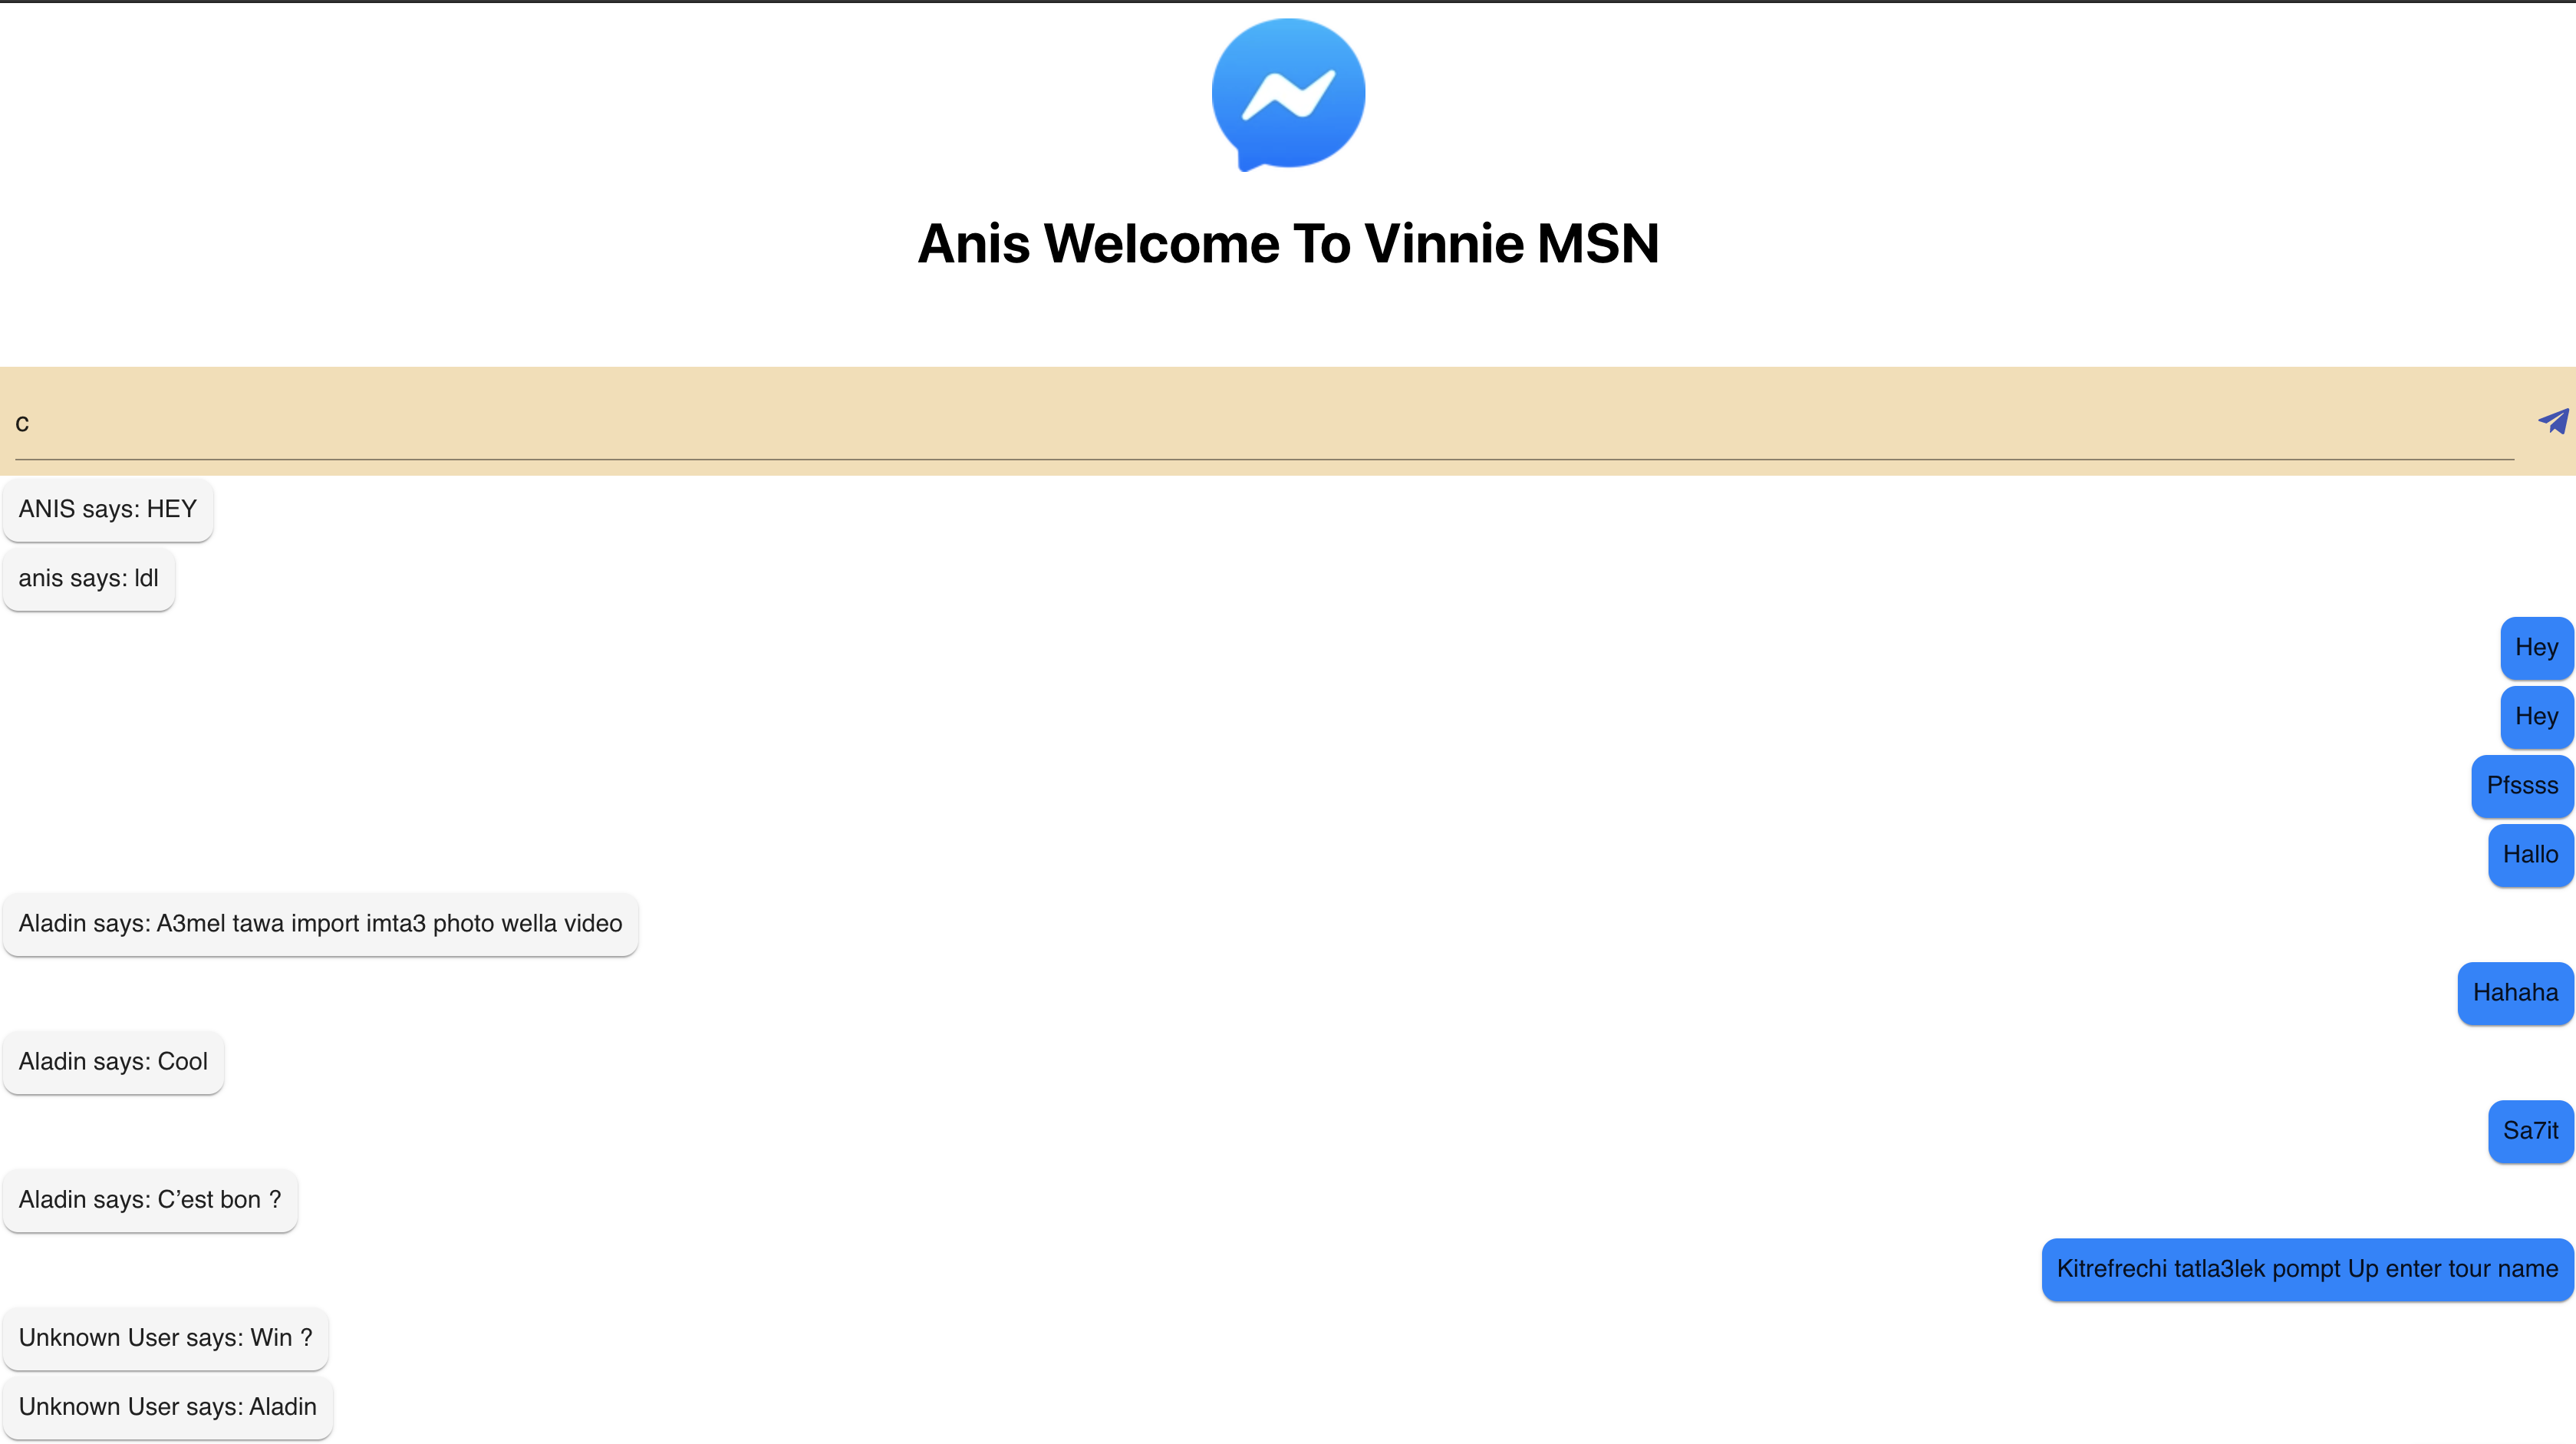 Anis Welcome To Vinnie MSN
c
ANIS says: HEY
anis says: ldl
Hey
Hey
Pfssss
Hallo
Aladin says: A3mel tawa import imta3 photo wella video
Hahaha
Aladin says: Cool
Sa7it
Aladin says: C’est bon ?
Kitrefrechi tatla3lek pompt Up enter tour name
Unknown User says: Win ?
Unknown User says: Aladin